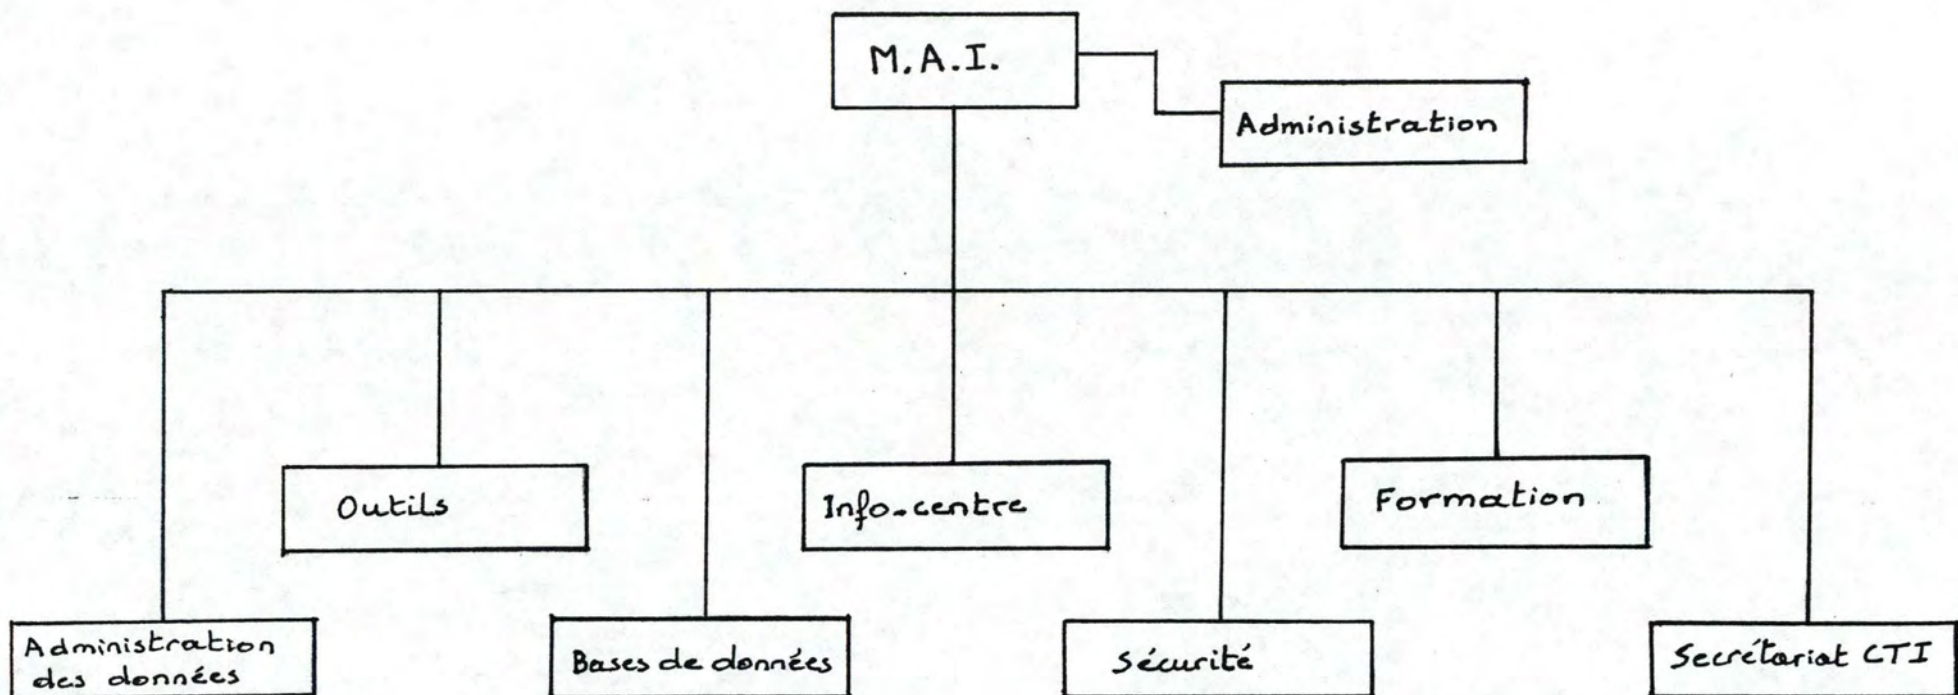 M.A.I.
Administration
Outils
Info-centre
Formation
Administration
des données
Bases de données
Sécurité
Secrétariat CTI